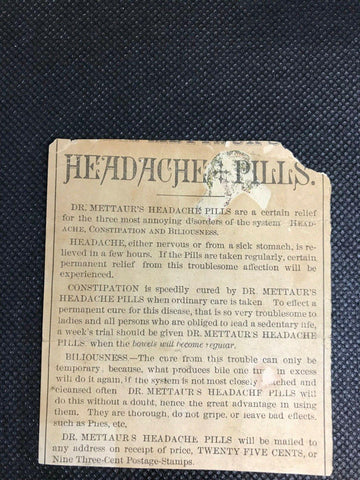 HEADACHE PILLS.
DR. METTAUR'S HEADACHE PILLS are a certain relief
for the three most annoying disorders of the system HEAD-
ACHE, CONSTIPATION AND BILIOUSNESS.
HEADACHE, either nervous or from a sick stomach, is re-
lieved in a few hours. If the Pills are taken regularly, certain
permanent relief from this troublesome affection will be
experienced.
CONSTIPATION is speedily cured by DR. METTAUR'S
HEADACHE PILLS when ordinary care is taken To effect a
permanent cure for this disease, that is so very troublesome to
ladies and all persons who are obliged to lead a sedentary life,
a week's trial should be given DR. METTAUR'S HEADACHE
PILLS when the bowels will become regular.
BILIOUSNESS.—The cure from this trouble can only be
temporary because, what produces bile one time in excess
will do it again, if the system is not most closely watched and
cleansed often DR. METTAUR'S HEADACHE PILLS will
do this without a doubt, hence the great advantage in using
them. They are thorough, do not gripe, or leave bad effects,
such as Piles, etc.
DR. METTAUR'S HEADACHE PILLS will be mailed to
any address on receipt of price, TWENTY FIVE CENTS, or
Nine Three-Cent Postage-Stamps.